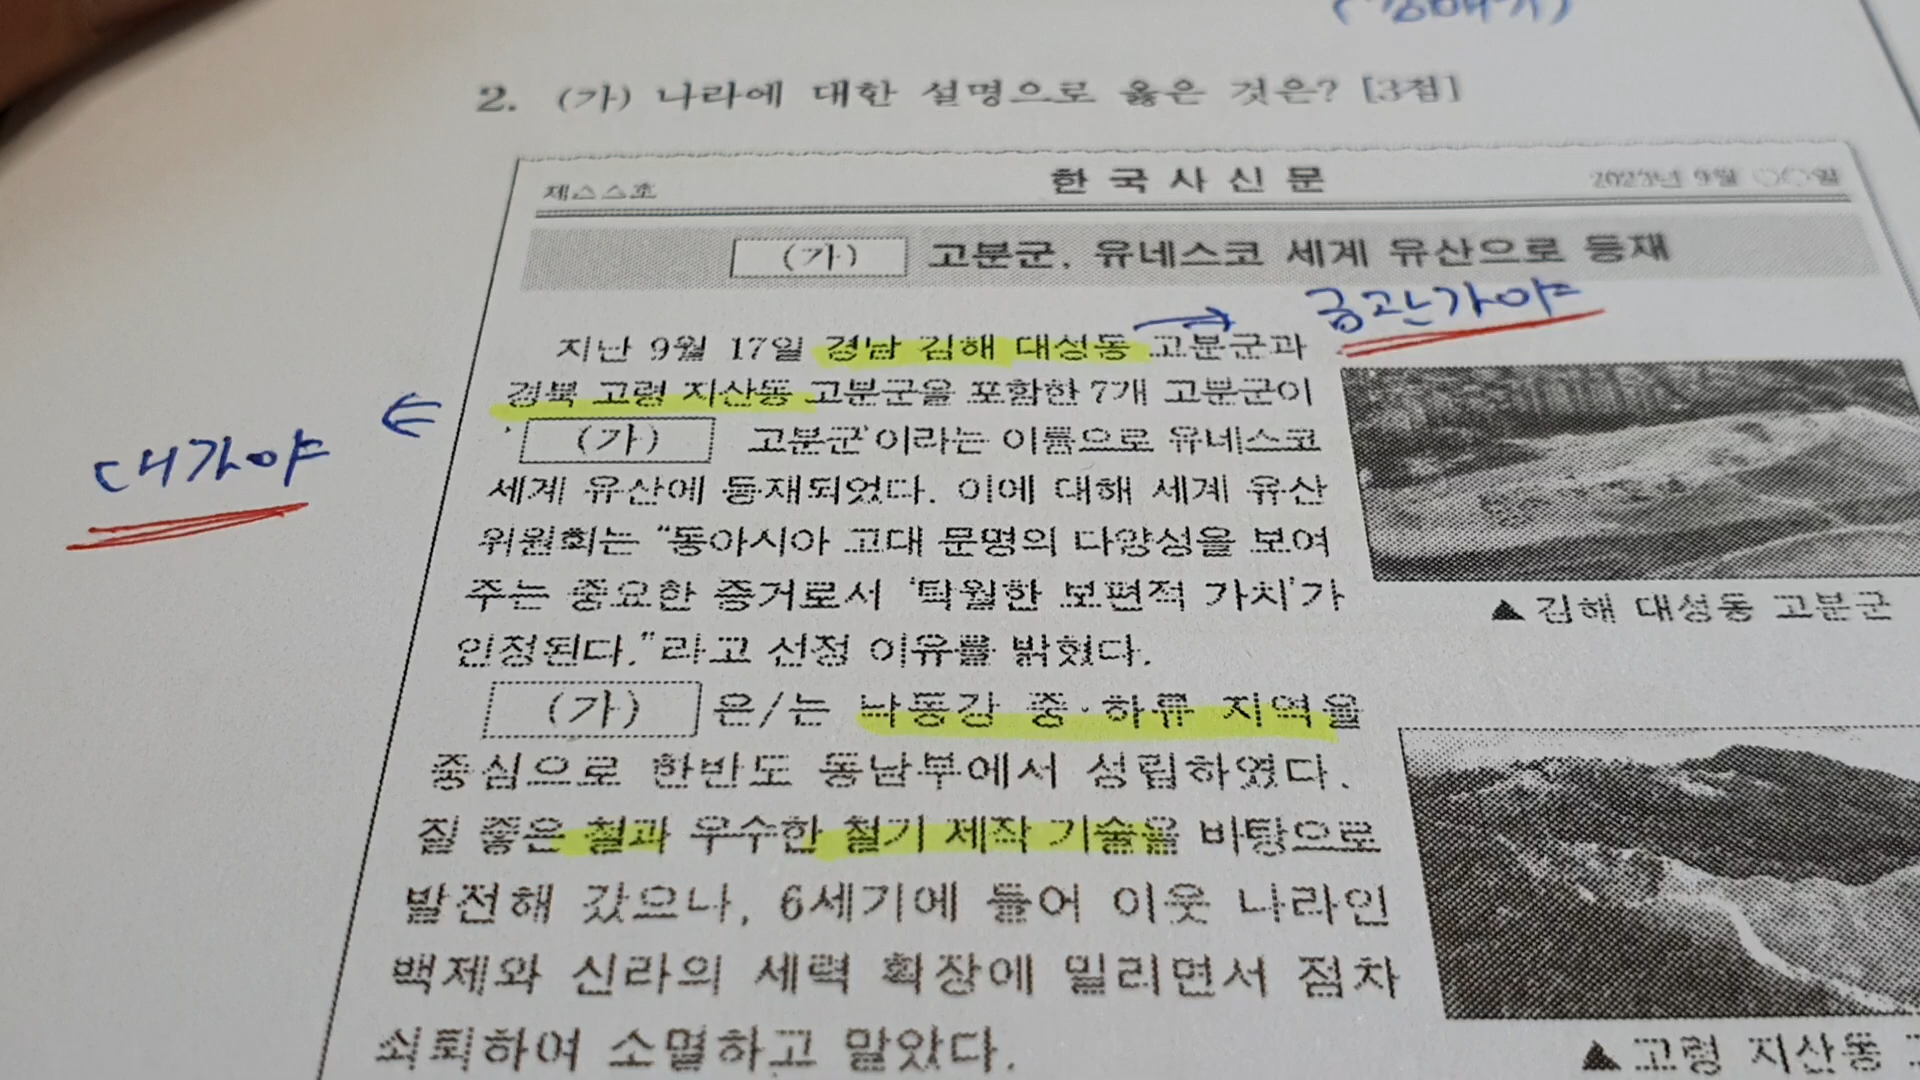 2. (가) 나라에 대한 설명으로 옳은 것은? [3점]
제△△호
한국사신문
2023년 9월 ○○일
(가) 고분군, 유네스코 세계 유산으로 등재
금관가야
지난 9월 17일 경남 김해 대성동 고분군과
경북 고령 지산동 고분군을 포함한 7개 고분군이
대가야
‘(가) 고분군’이라는 이름으로 유네스코
세계 유산에 등재되었다. 이에 대해 세계 유산
위원회는 “동아시아 고대 문명의 다양성을 보여
주는 중요한 증거로서 ‘탁월한 보편적 가치’가
인정된다.”라고 선정 이유를 밝혔다.
▲김해 대성동 고분군
(가) 은/는 낙동강 중·하류 지역을
중심으로 한반도 동남부에서 성립하였다.
질 좋은 철과 우수한 철기 제작 기술을 바탕으로
발전해 갔으나, 6세기에 들어 이웃 나라인
백제와 신라의 세력 확장에 밀리면서 점차
쇠퇴하여 소멸하고 말았다.
▲고령 지산동